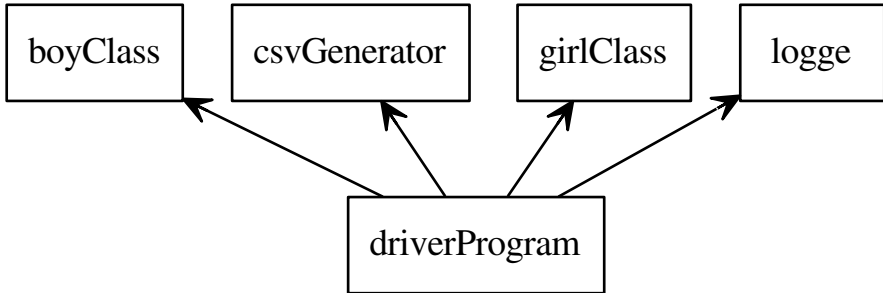 boyClass
csvGenerator
girlClass
logge
driverProgram